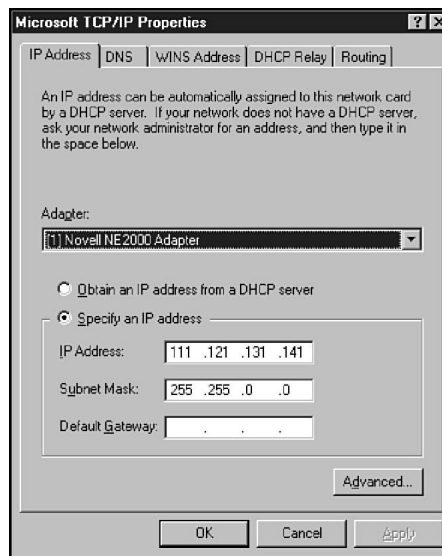 Microsoft TCP/IP Properties
IP Address DNS WINS Address DHCP Relay Routing
An IP address can be automatically assigned to this network card
by a DHCP server. If your network does not have a DHCP server,
ask your network administrator for an address, and then type it in
the space below.
Adapter:
[1] Novell NE2000 Adapter
Obtain an IP address from a DHCP server
Specify an IP address
IP Address: 111 .121 .131 .141
Subnet Mask: 255 .255 .0 .0
Default Gateway: . . .
Advanced...
OK Cancel Apply